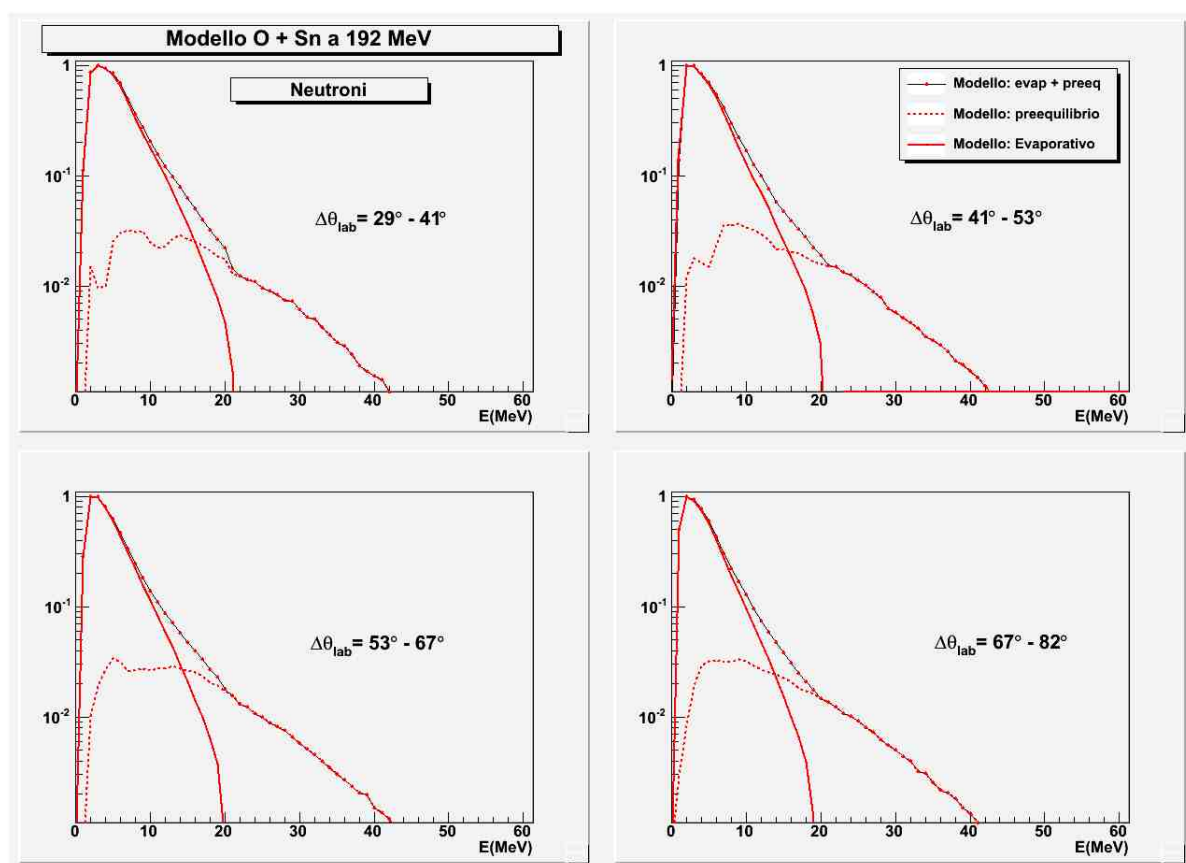 Modello O + Sn a 192 MeV
Neutroni
1
10⁻¹
10⁻²
Δθlab= 29° - 41°
0 10 20 30 40 50 60
E(MeV)
Modello: evap + preeq
Modello: preequilibrio
Modello: Evaporativo
1
10⁻¹
10⁻²
Δθlab= 41° - 53°
0 10 20 30 40 50 60
E(MeV)
1
10⁻¹
10⁻²
Δθlab= 53° - 67°
0 10 20 30 40 50 60
E(MeV)
1
10⁻¹
10⁻²
Δθlab= 67° - 82°
0 10 20 30 40 50 60
E(MeV)